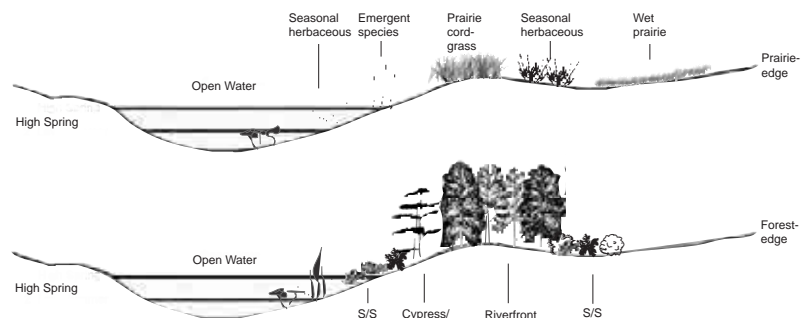 Seasonal
herbaceous
Emergent
species
Prairie
cord-
grass
Seasonal
herbaceous
Wet
prairie
Prairie-
edge
Open Water
High Spring
Forest-
edge
Open Water
High Spring
S/S
Cypress/
Riverfront
S/S